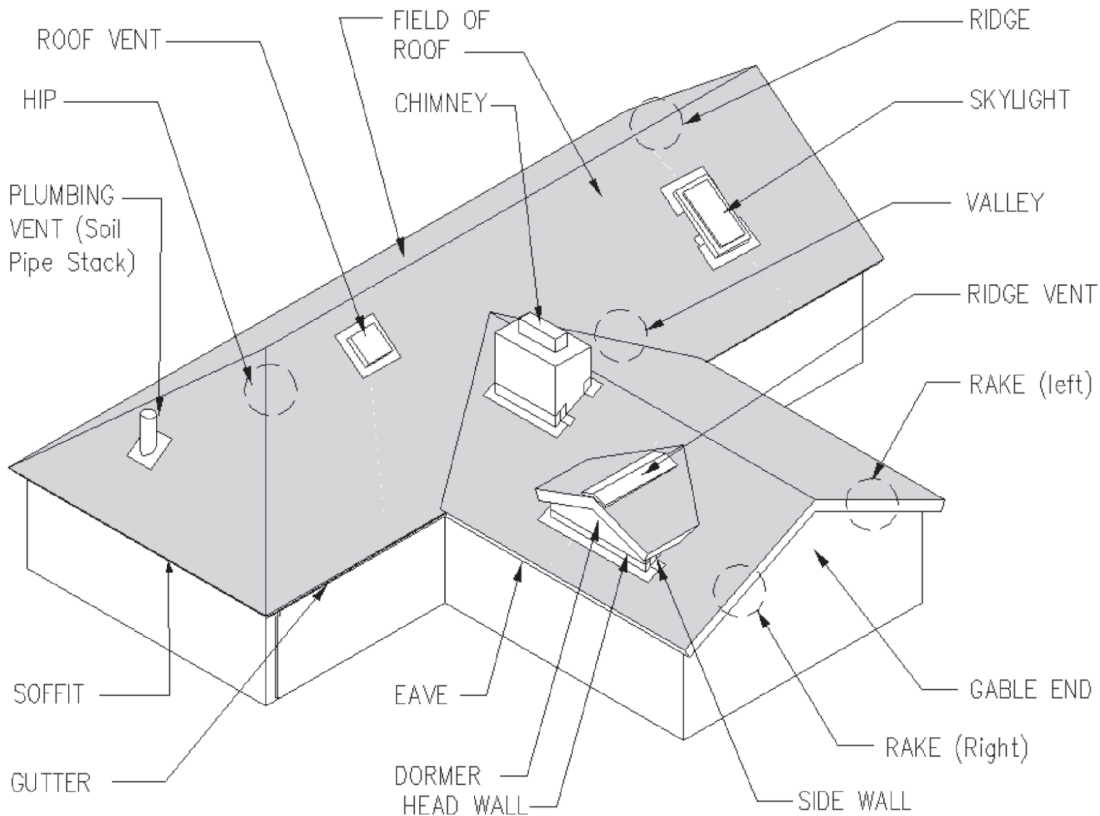 ROOF VENT
FIELD OF
ROOF
RIDGE
HIP
CHIMNEY
SKYLIGHT
PLUMBING
VENT (Soil
Pipe Stack)
VALLEY
RIDGE VENT
RAKE (left)
SOFFIT
EAVE
GABLE END
RAKE (Right)
GUTTER
DORMER
HEAD WALL
SIDE WALL